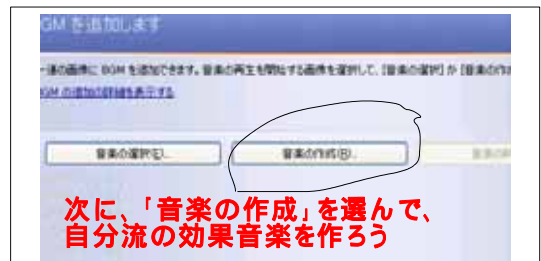 GM を追加します
一連の画像に BGM を追加できます。音楽の再生を開始する画像を選択して、[音楽の選択] か [音楽の作
GM の追加の詳細を表示する
音楽の選択(E)... 音楽の作成(B)...
次に、「音楽の作成」を選んで、
自分流の効果音楽を作ろう